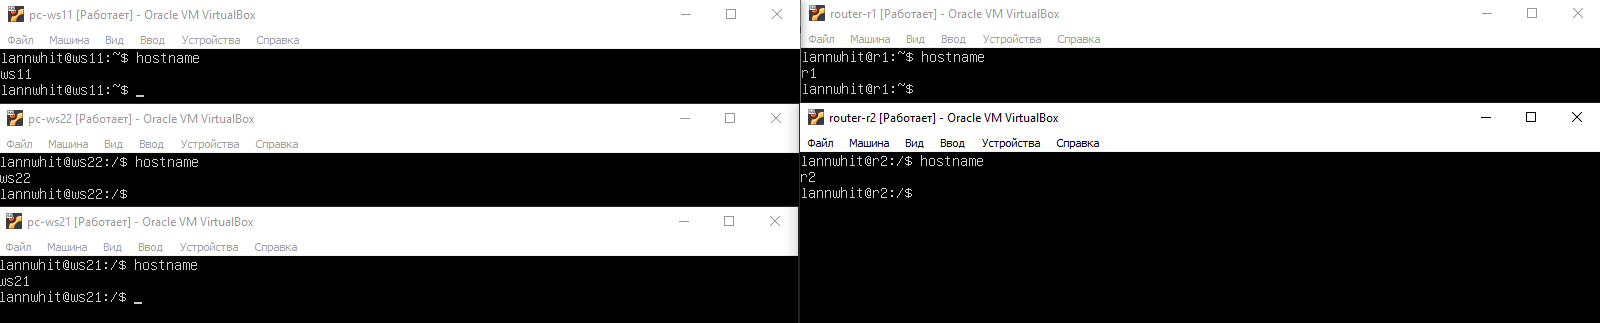 pc-ws11 [Работает] - Oracle VM VirtualBox
Файл Машина Вид Ввод Устройства Справка
lannwhit@ws11:~$ hostname
ws11
lannwhit@ws11:~$ _
pc-ws22 [Работает] - Oracle VM VirtualBox
Файл Машина Вид Ввод Устройства Справка
lannwhit@ws22:/$ hostname
ws22
lannwhit@ws22:/$
pc-ws21 [Работает] - Oracle VM VirtualBox
Файл Машина Вид Ввод Устройства Справка
lannwhit@ws21:/$ hostname
ws21
lannwhit@ws21:/$ _
router-r1 [Работает] - Oracle VM VirtualBox
Файл Машина Вид Ввод Устройства Справка
lannwhit@r1:~$ hostname
r1
lannwhit@r1:~$
router-r2 [Работает] - Oracle VM VirtualBox
Файл Машина Вид Ввод Устройства Справка
lannwhit@r2:/$ hostname
r2
lannwhit@r2:/$